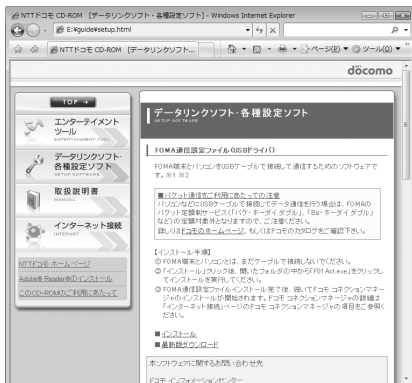 NTTドコモ CD-ROM [データリンクソフト・各種設定ソフト] - Windows Internet Explorer
E:¥guide¥setup.html
NTTドコモ CD-ROM [データリンクソフト...
ページ(P)
ツール(O)
döcomo
TOP →
エンターテイメント
ツール
ENTERTAINMENT TOOL
データリンクソフト・
各種設定ソフト
SETUP SOFTWARE
取扱説明書
MANUAL
インターネット接続
INTERNET
NTTドコモ ホームページ
Adobe® Reader®のインストール
このCD-ROMのご利用にあたって
データリンクソフト・各種設定ソフト
SETUP SOFTWARE
FOMA通信設定ファイル(USBドライバ)
FOMA端末とパソコンをUSBケーブルで接続して通信するためのソフトウェアで
す。※1 ※2
■パケット通信をご利用にあたっての注意
パソコンなどにUSBケーブルで接続してデータ通信を行う場合は、FOMAの
パケット定額制サービス(「パケ・ホーダイ ダブル」、「Biz・ホーダイ ダブル」
など)の定額対象外となりますので、ご注意ください。
詳しくはドコモのホームページ、もしくはドコモのカタログをご確認下さい。
【インストール手順】
① FOMA端末とパソコンとは、まだケーブルで接続しないでください。
② 「インストール」クリック後、開いたフォルダの中から「F01Ast.exe」をクリックし
てインストールを実行してください。
③ FOMA通信設定ファイルインストール完了後、続いてドコモ コネクションマネー
ジャのインストールが開始されます。ドコモ コネクションマネージャの詳細は
「インターネット接続」ページのドコモ コネクションマネージャの項目をご参照く
ださい。
■インストール
■最新版ダウンロード
本ソフトウェアに関するお問い合わせ先
ドコモ インフォメーションセンター